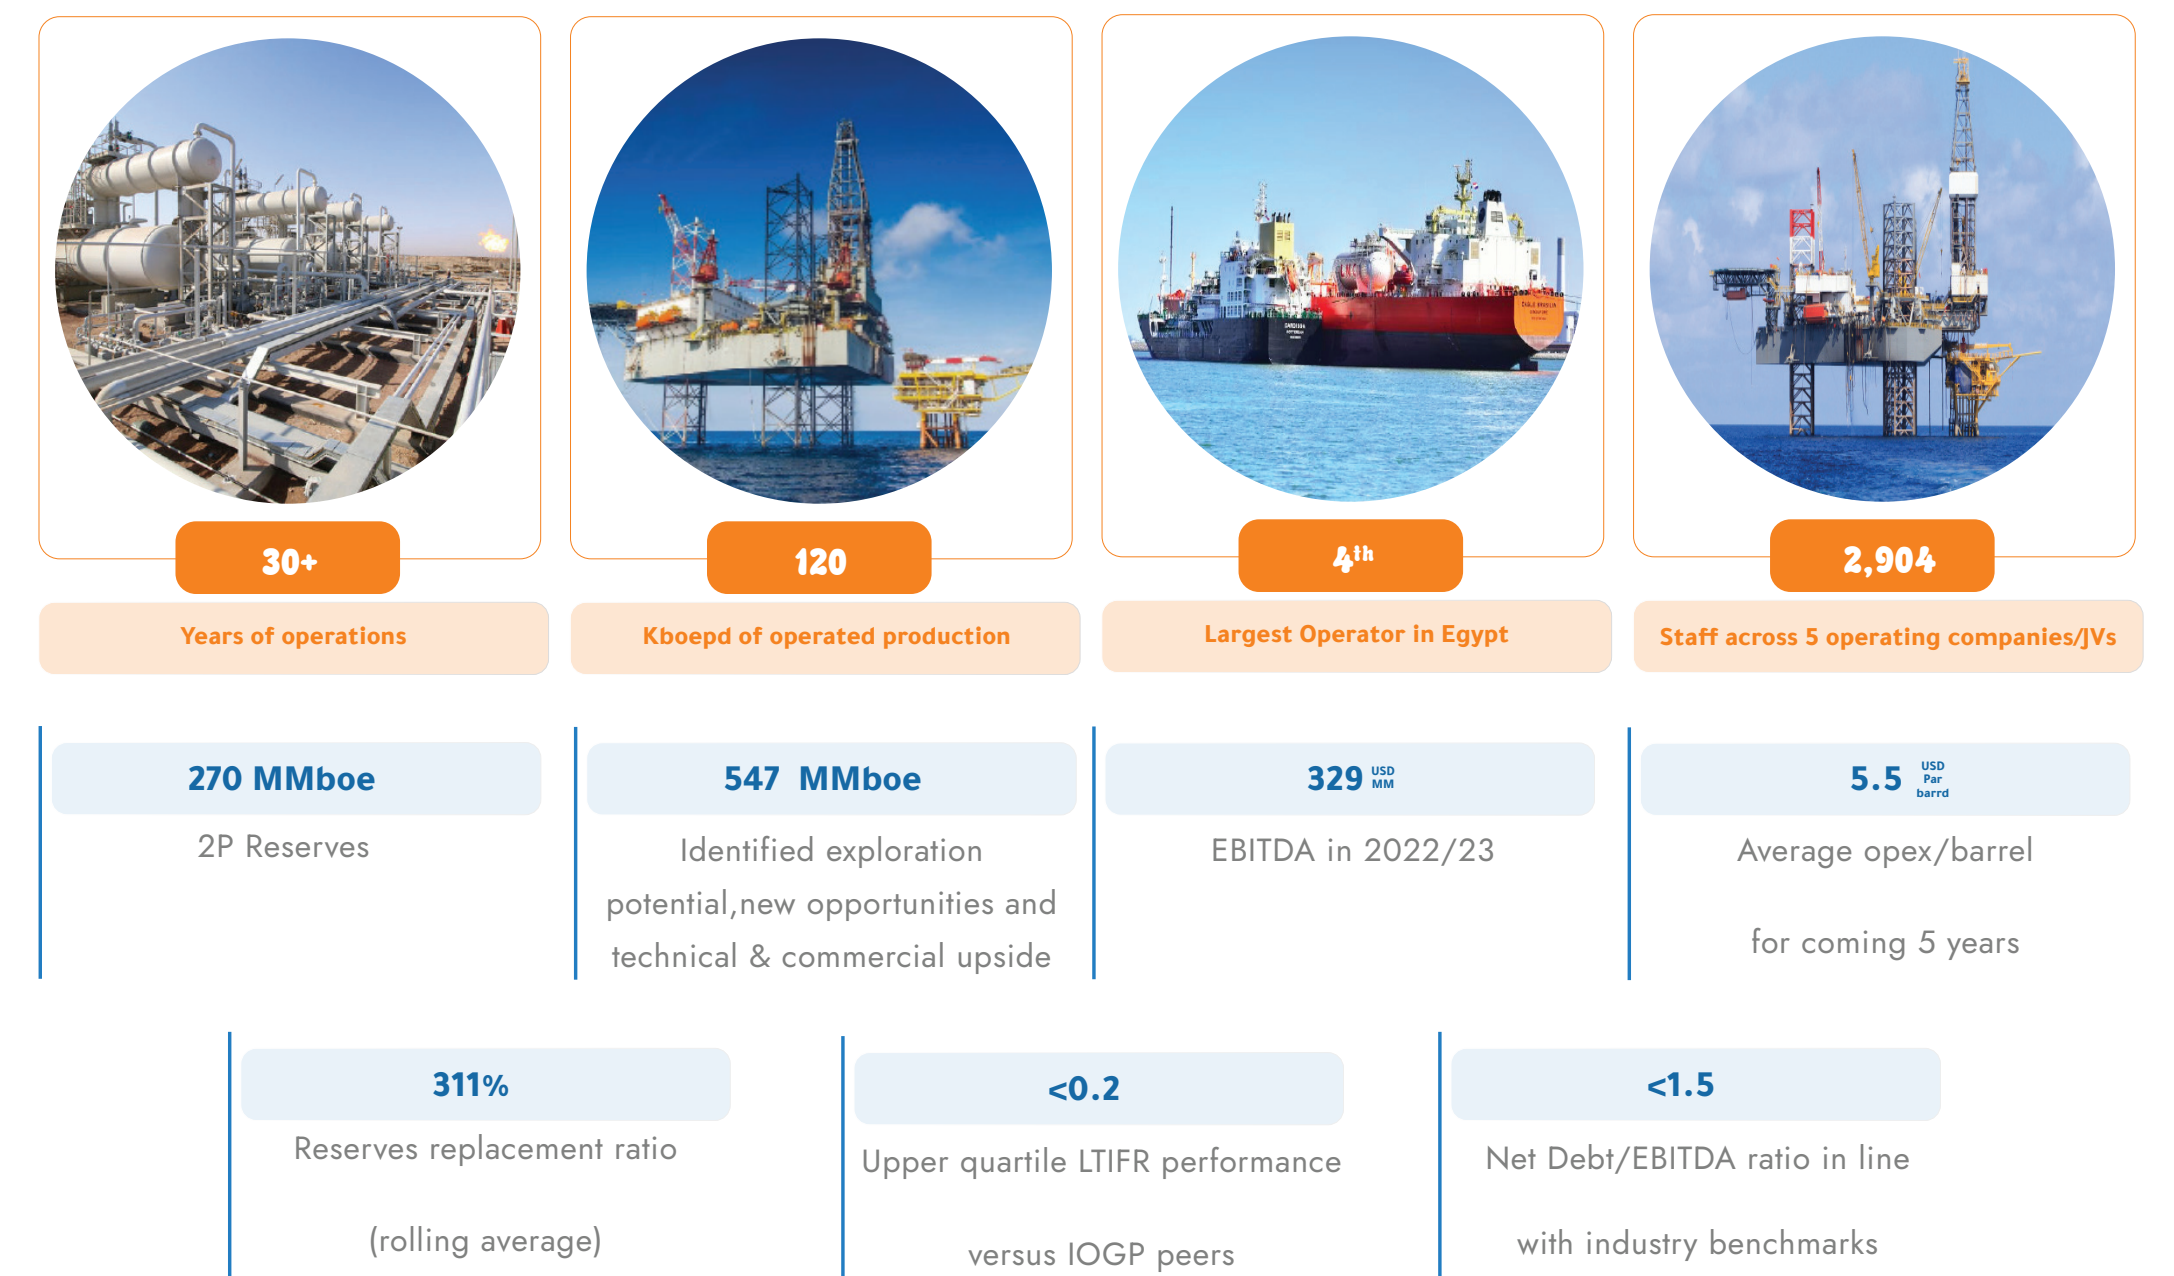 30+
Years of operations
120
Kboepd of operated production
4th
Largest Operator in Egypt
2,904
Staff across 5 operating companies/JVs
270 MMboe
2P Reserves
547 MMboe
Identified exploration
potential,new opportunities and
technical & commercial upside
329 USD
MM
EBITDA in 2022/23
5.5 USD
Par
barrd
Average opex/barrel
for coming 5 years
311%
Reserves replacement ratio
(rolling average)
<0.2
Upper quartile LTIFR performance
versus IOGP peers
<1.5
Net Debt/EBITDA ratio in line
with industry benchmarks